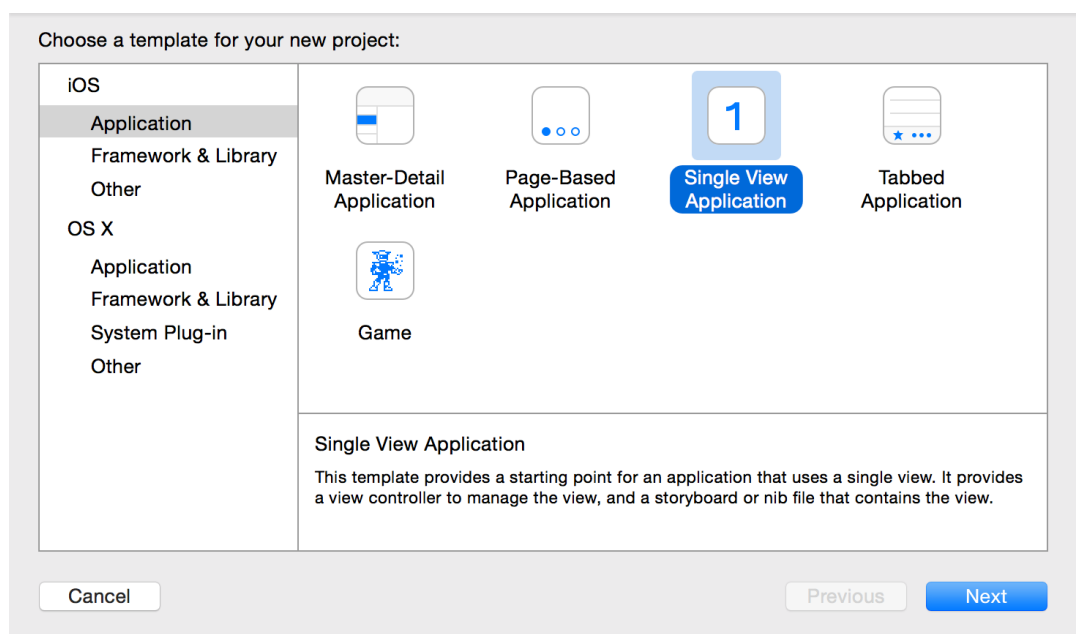 Choose a template for your new project:
iOS
Application
Framework & Library
Other
OS X
Application
Framework & Library
System Plug-in
Other
Master-Detail
Application
Page-Based
Application
1
Single View
Application
Tabbed
Application
Game
Single View Application
This template provides a starting point for an application that uses a single view. It provides
a view controller to manage the view, and a storyboard or nib file that contains the view.
Cancel
Previous
Next